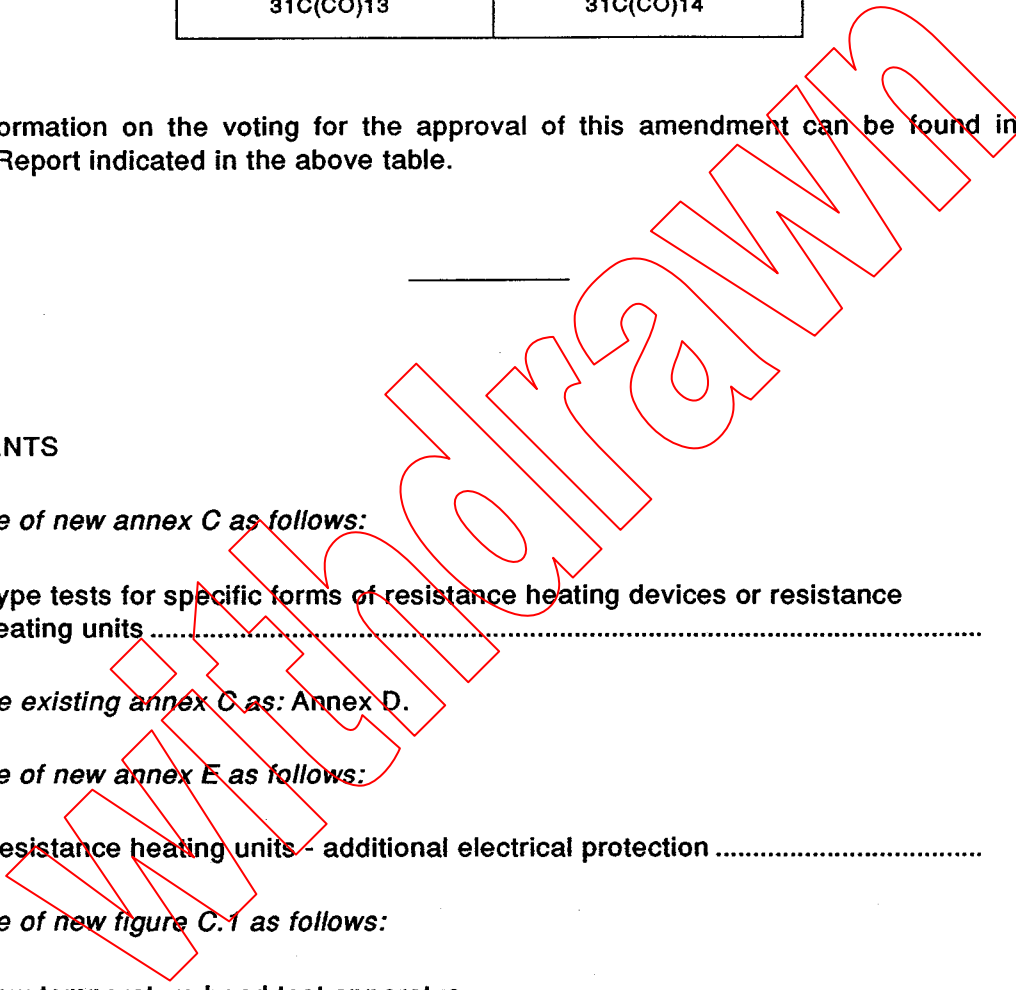 31C(CO)13 31C(CO)14
ormation on the voting for the approval of this amendment can be found in
Report indicated in the above table.
ENTS
e of new annex C as follows:
ype tests for specific forms of resistance heating devices or resistance
eating units ................................................................
e existing annex C as: Annex D.
e of new annex E as follows:
esistance heating units - additional electrical protection ................................
e of new figure C.1 as follows:
withdrawn